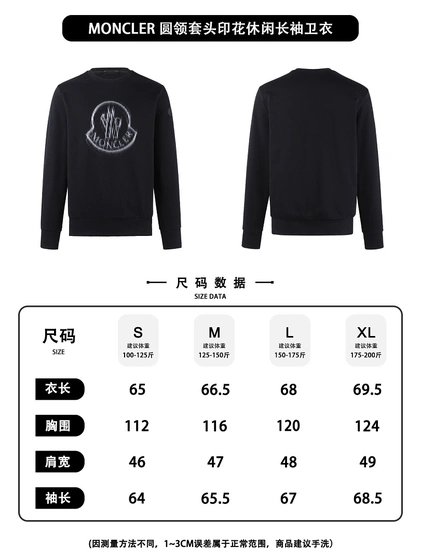 MONCLER 圆领套头印花休闲长袖卫衣
MONCLER
尺码数据
SIZE DATA
尺码 S M L XL
SIZE 建议体重 建议体重 建议体重 建议体重
100-125斤 125-150斤 150-175斤 175-200斤
衣长 65 66.5 68 69.5
胸围 112 116 120 124
肩宽 46 47 48 49
袖长 64 65.5 67 68.5
(因测量方法不同，1~3CM误差属于正常范围，商品建议手洗)